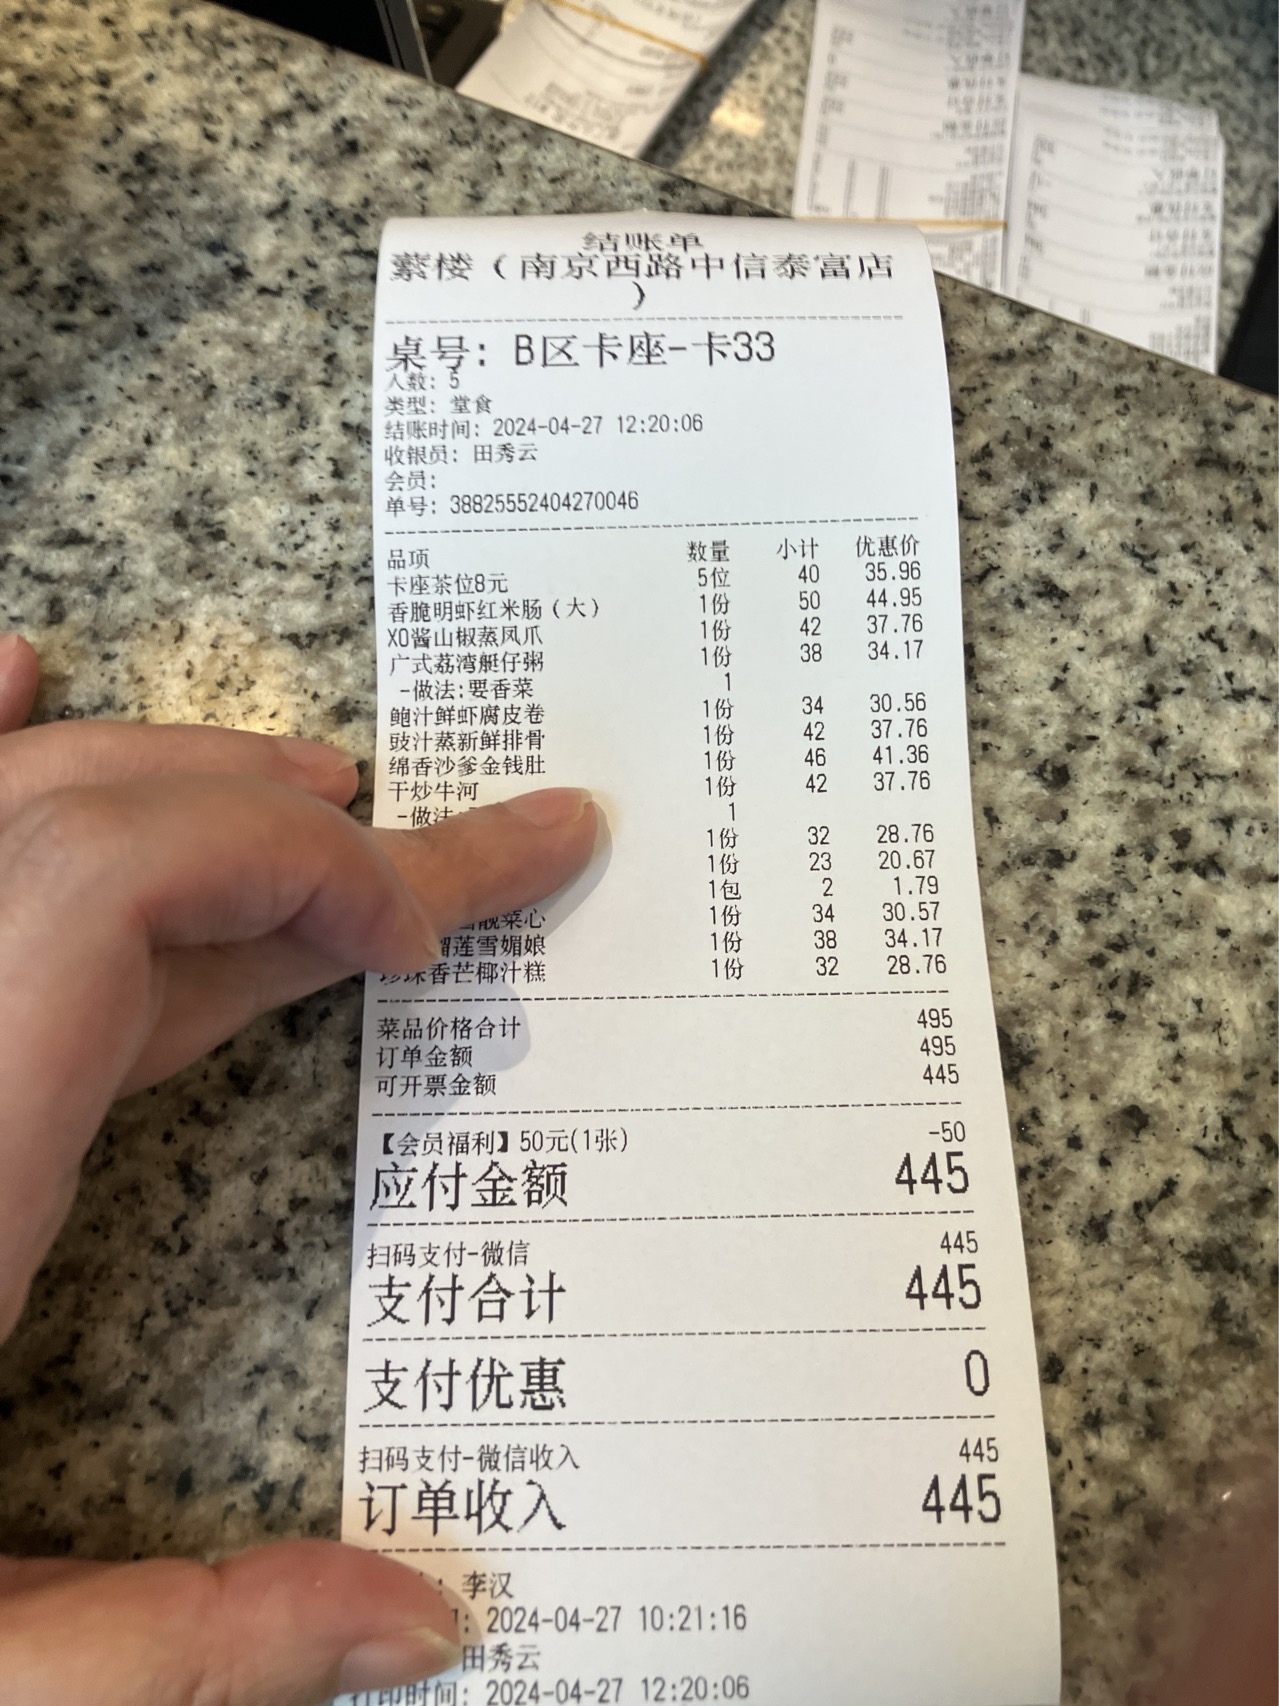 结账单
蘩楼（南京西路中信泰富店
）
桌号：B区卡座-卡33
人数：5
类型：堂食
结账时间：2024-04-27 12:20:06
收银员：田秀云
会员：
单号：38825552404270046
品项 数量 小计 优惠价
卡座茶位8元 5位 40 35.96
香脆明虾红米肠（大） 1份 50 44.95
XO酱山椒蒸凤爪 1份 42 37.76
广式荔湾艇仔粥 1份 38 34.17
-做法:要香菜 1
鲍汁鲜虾腐皮卷 1份 34 30.56
豉汁蒸新鲜排骨 1份 42 37.76
绵香沙爹金钱肚 1份 46 41.36
干炒牛河 1份 42 37.76
-做法: 1
1份 32 28.76
1份 23 20.67
1包 2 1.79
靓菜心 1份 34 30.57
榴莲雪媚娘 1份 38 34.17
珍珠香芒椰汁糕 1份 32 28.76
菜品价格合计 495
订单金额 495
可开票金额 445
【会员福利】50元(1张) -50
应付金额 445
扫码支付-微信 445
支付合计 445
支付优惠 0
扫码支付-微信收入 445
订单收入 445
：李汉
: 2024-04-27 10:21:16
田秀云
打印时间: 2024-04-27 12:20:06